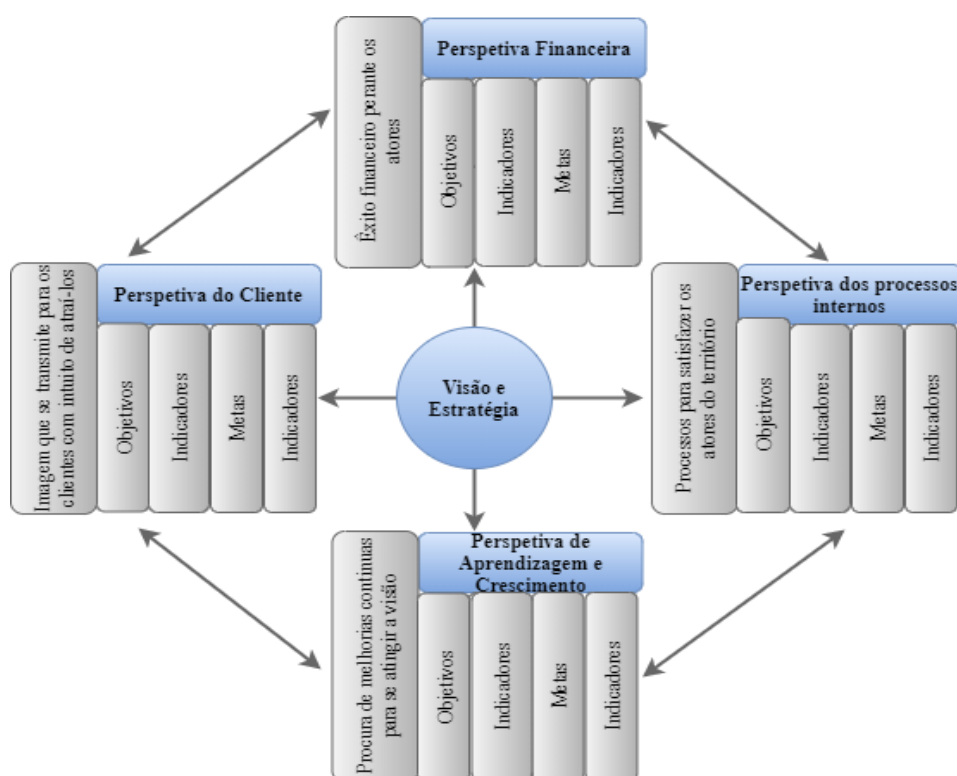 Perspetiva Financeira
Êxito financeiro perante os
atores
Objetivos
Indicadores
Metas
Indicadores
Perspetiva do Cliente
Imagem que se transmite para os
clientes com intuito de atraí-los
Objetivos
Indicadores
Metas
Indicadores
Visão e
Estratégia
Perspetiva dos processos
internos
Processos para satisfazer os
atores do território
Objetivos
Indicadores
Metas
Indicadores
Perspetiva de
Aprendizagem e
Crescimento
Procura de melhorias continuas
para se atingir a visão
Objetivos
Indicadores
Metas
Indicadores